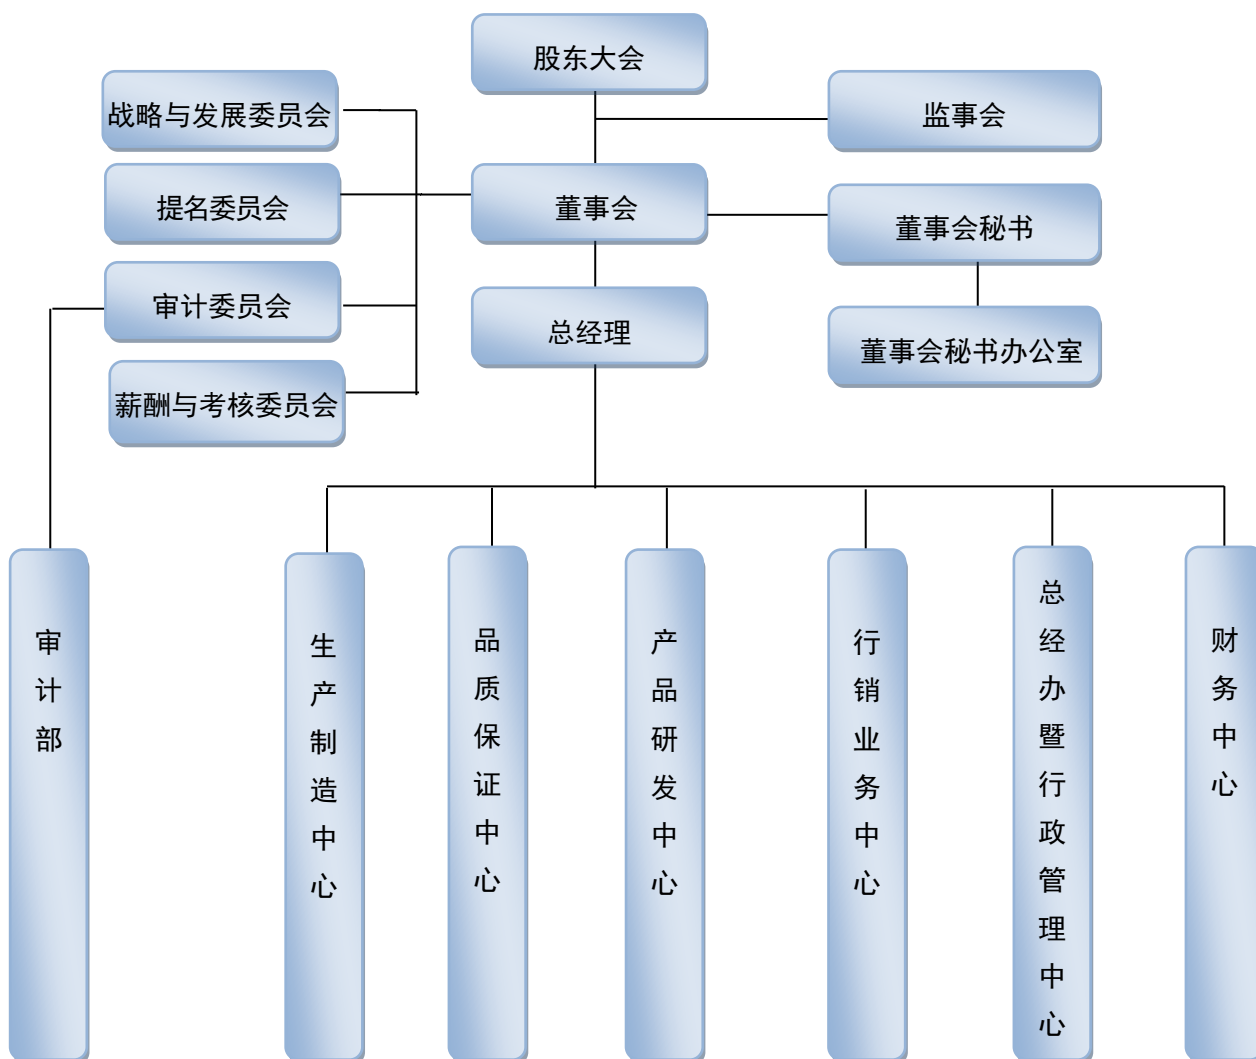 股东大会
战略与发展委员会
监事会
提名委员会
董事会
董事会秘书
审计委员会
总经理
董事会秘书办公室
薪酬与考核委员会
审计部
生产制造中心
品质保证中心
产品研发中心
行销业务中心
总经办暨行政管理中心
财务中心